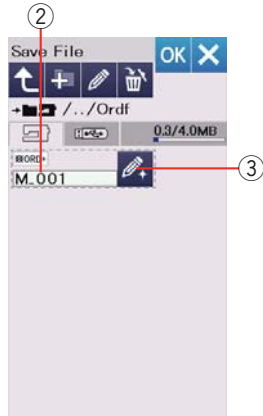 ②
Save File
OK
→ /../Ordf
0.3/4.0MB
ORD+
M_001
③